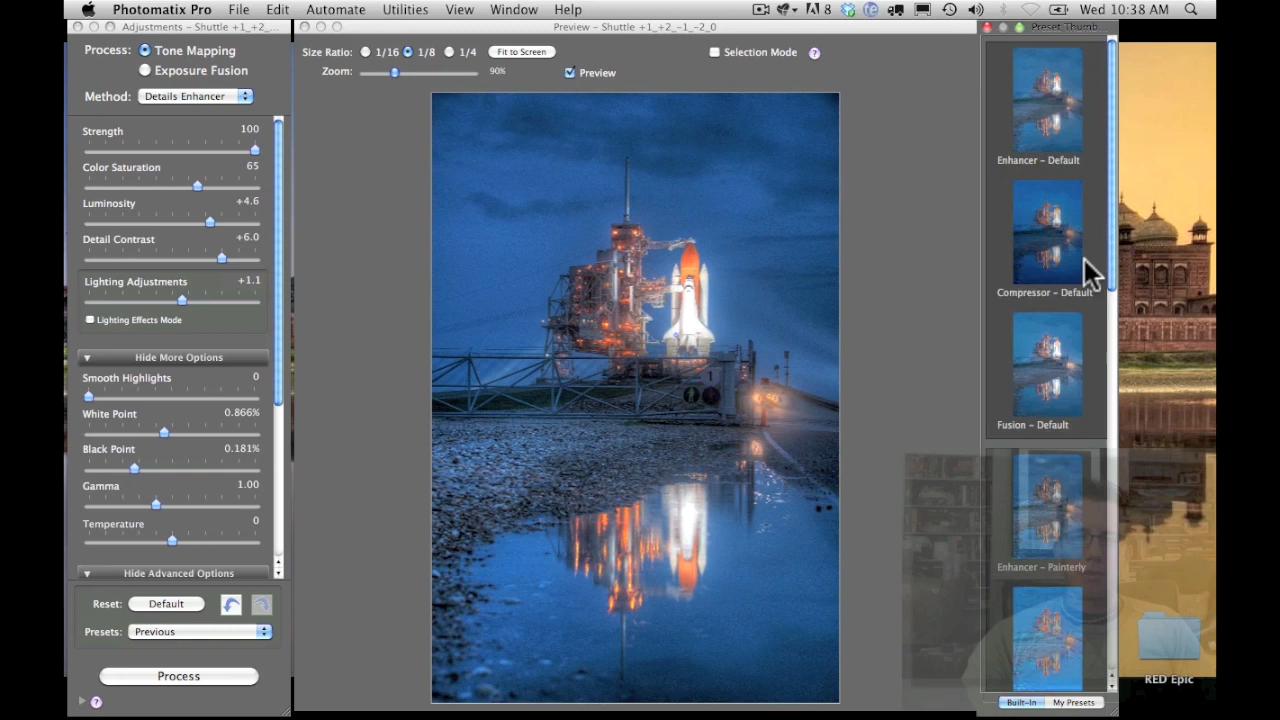 Photomatix Pro File Edit Automate Utilities View Window Help 8 Wed 10:38 AM
Adjustments - Shuttle +1_+2_...
Preview - Shuttle +1_+2_-1_-2_0
Preset Thumb...
Process: Tone Mapping
Exposure Fusion
Method: Details Enhancer
Size Ratio: 1/16 1/8 1/4 Fit to Screen
Selection Mode ?
Zoom: 90% Preview
Strength 100
Color Saturation 65
Luminosity +4.6
Detail Contrast +6.0
Lighting Adjustments +1.1
Lighting Effects Mode
Hide More Options
Smooth Highlights 0
White Point 0.866%
Black Point 0.181%
Gamma 1.00
Temperature 0
Hide Advanced Options
Reset: Default
Presets: Previous
Process
?
Enhancer - Default
Compressor - Default
Fusion - Default
Enhancer - Painterly
Built-In My Presets
RED Epic